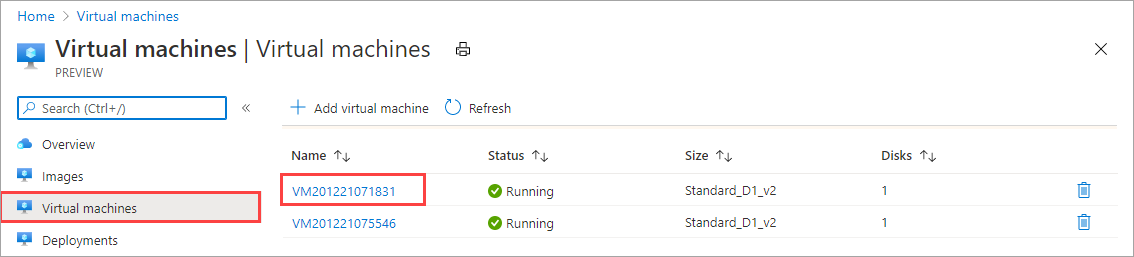 Home > Virtual machines
Virtual machines | Virtual machines
PREVIEW
Search (Ctrl+/)
«
Overview
Images
Virtual machines
Deployments
Add virtual machine Refresh
Name ↑↓ Status ↑↓ Size ↑↓ Disks ↑↓
VM201221071831 Running Standard_D1_v2 1
VM201221075546 Running Standard_D1_v2 1